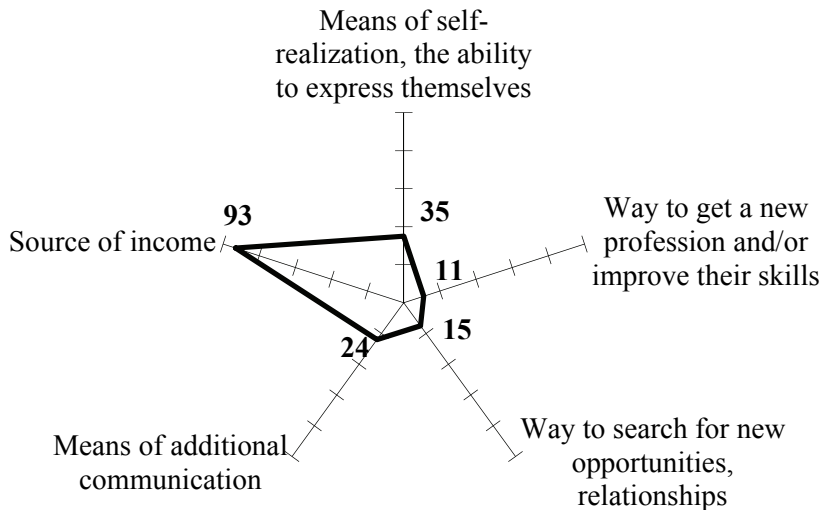 Means of self-
realization, the ability
to express themselves
35
Way to get a new
profession and/or
improve their skills
11
15
Way to search for new
opportunities,
relationships
24
Means of additional
communication
93
Source of income